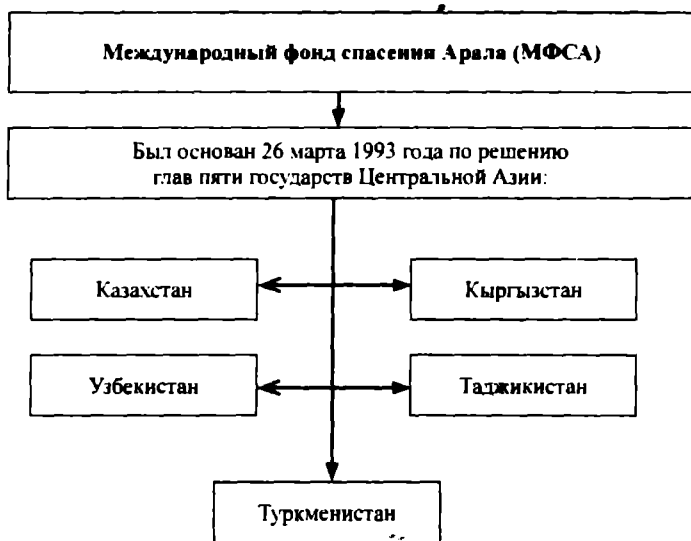 Международный фонд спасения Арала (МФСА)
Был основан 26 марта 1993 года по решению
глав пяти государств Центральной Азии:
Казахстан
Кыргызстан
Узбекистан
Таджикистан
Туркменистан